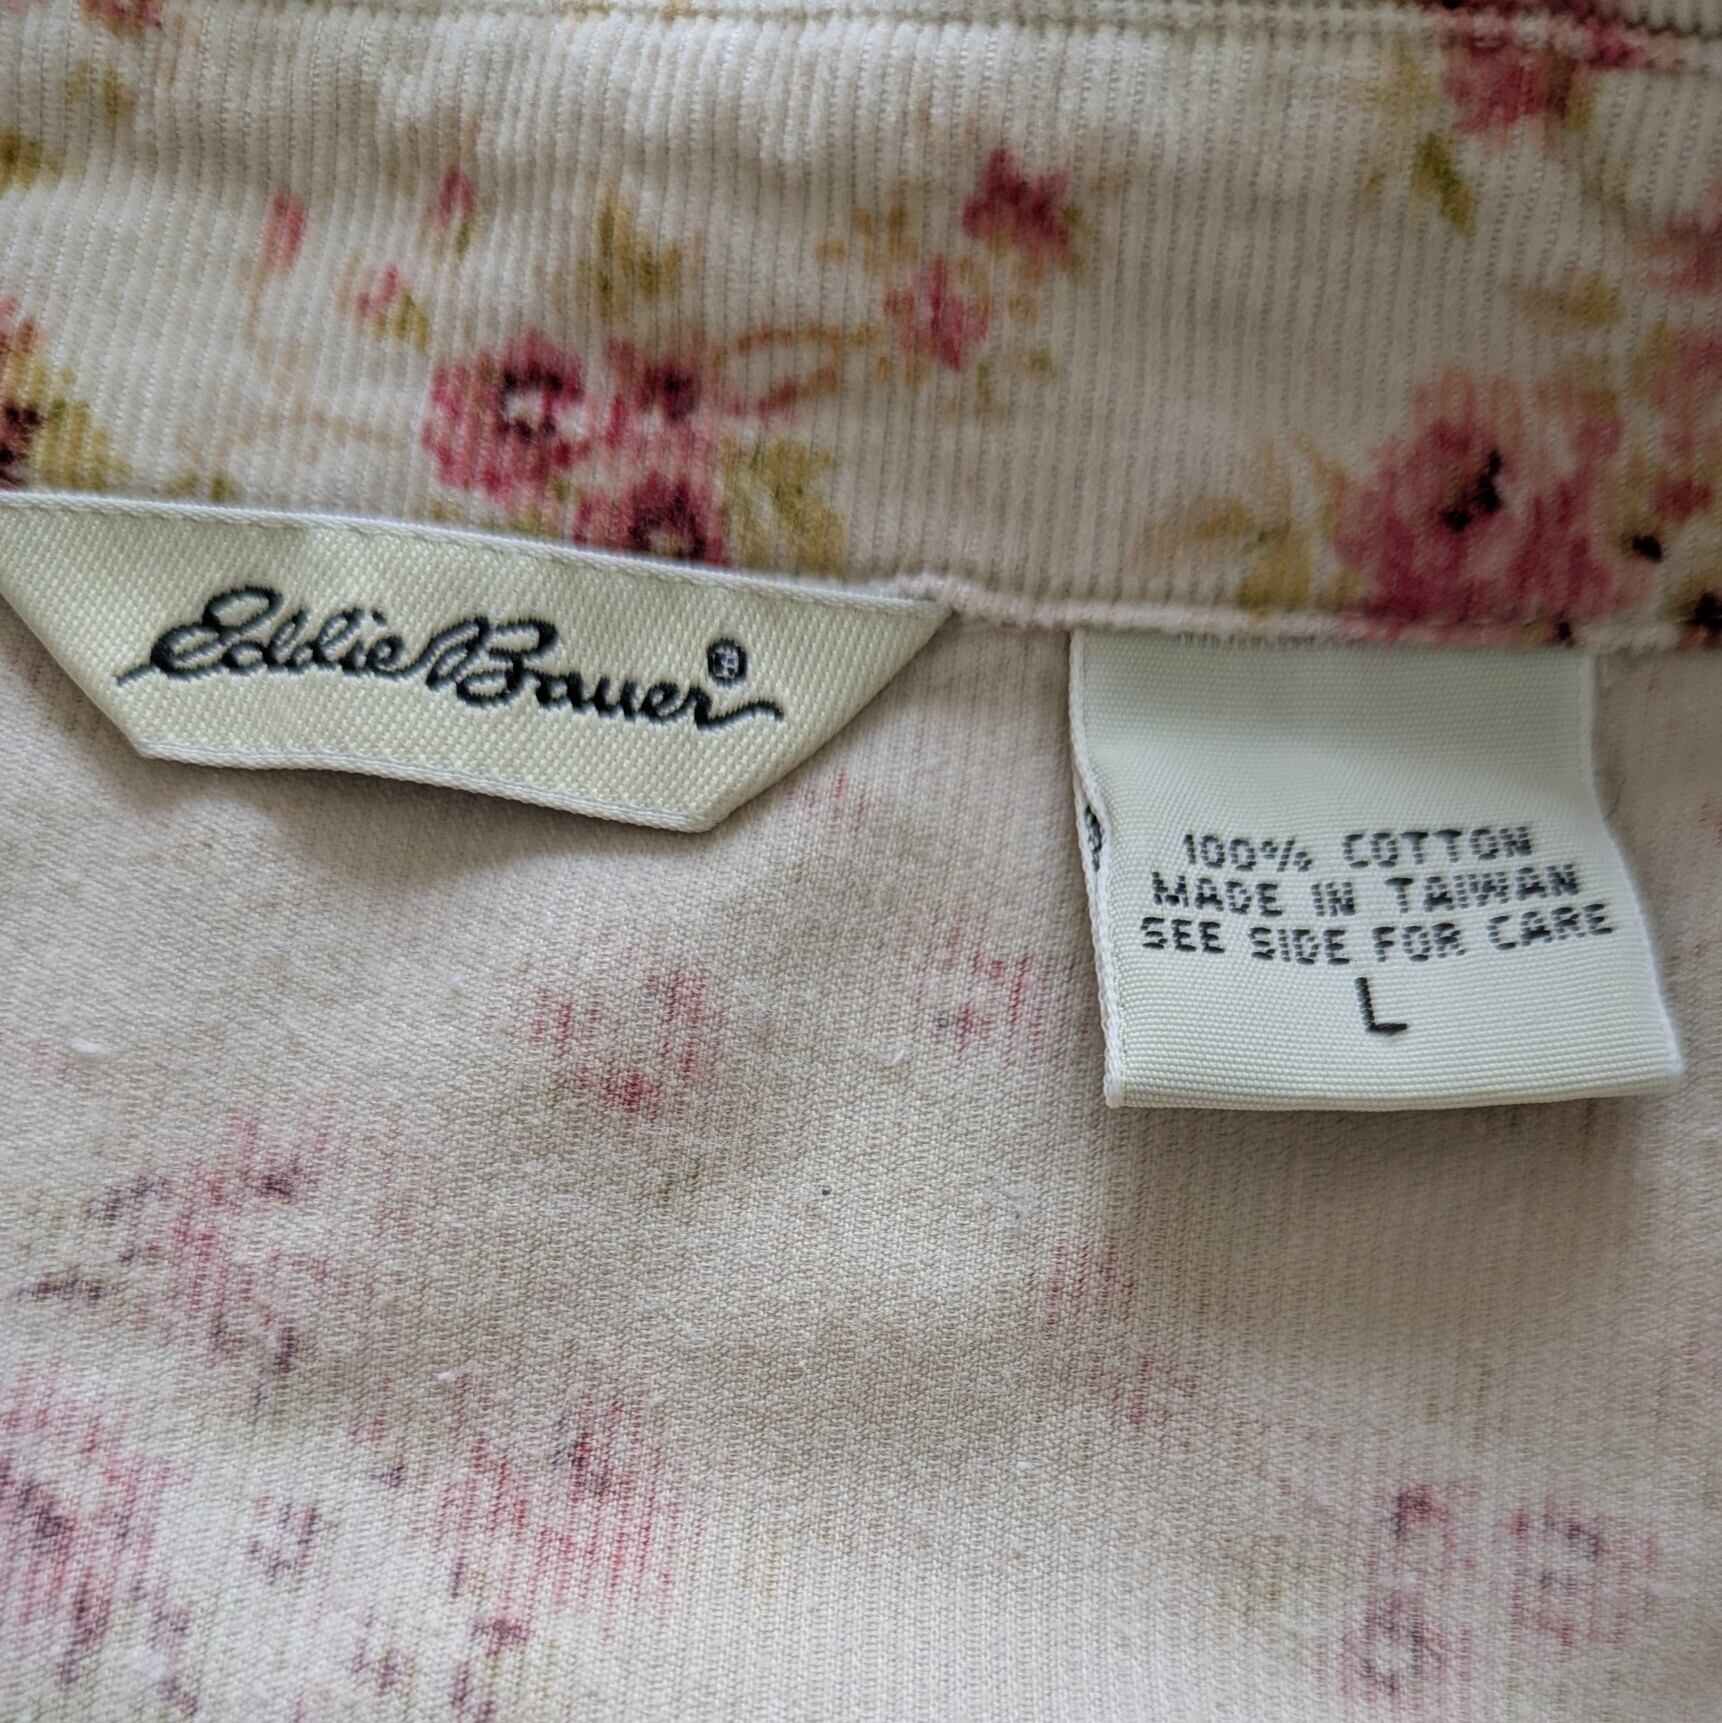 Eddie Bauer®
100% COTTON
MADE IN TAIWAN
SEE SIDE FOR CARE
L